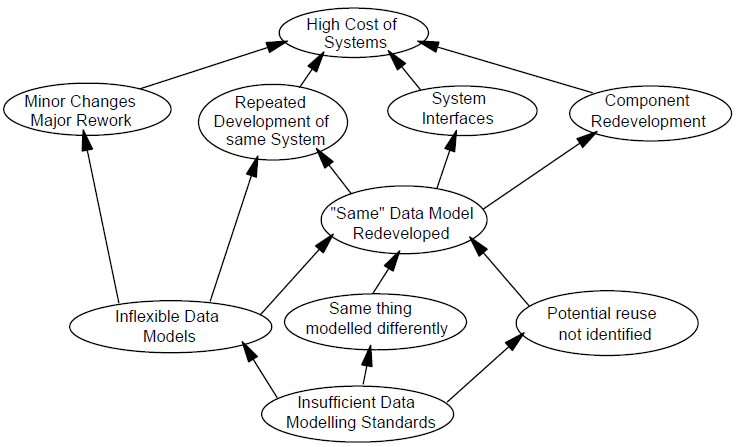 High Cost of
Systems
Minor Changes
Major Rework
Repeated
Development of
same System
System
Interfaces
Component
Redevelopment
"Same" Data Model
Redeveloped
Inflexible Data
Models
Same thing
modelled differently
Potential reuse
not identified
Insufficient Data
Modelling Standards